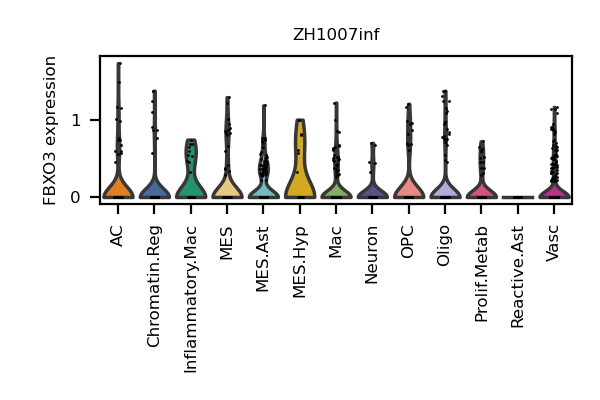 ZH1007inf
FBXO3 expression
1
0
AC
Chromatin.Reg
Inflammatory.Mac
MES
MES.Ast
MES.Hyp
Mac
Neuron
OPC
Oligo
Prolif.Metab
Reactive.Ast
Vasc